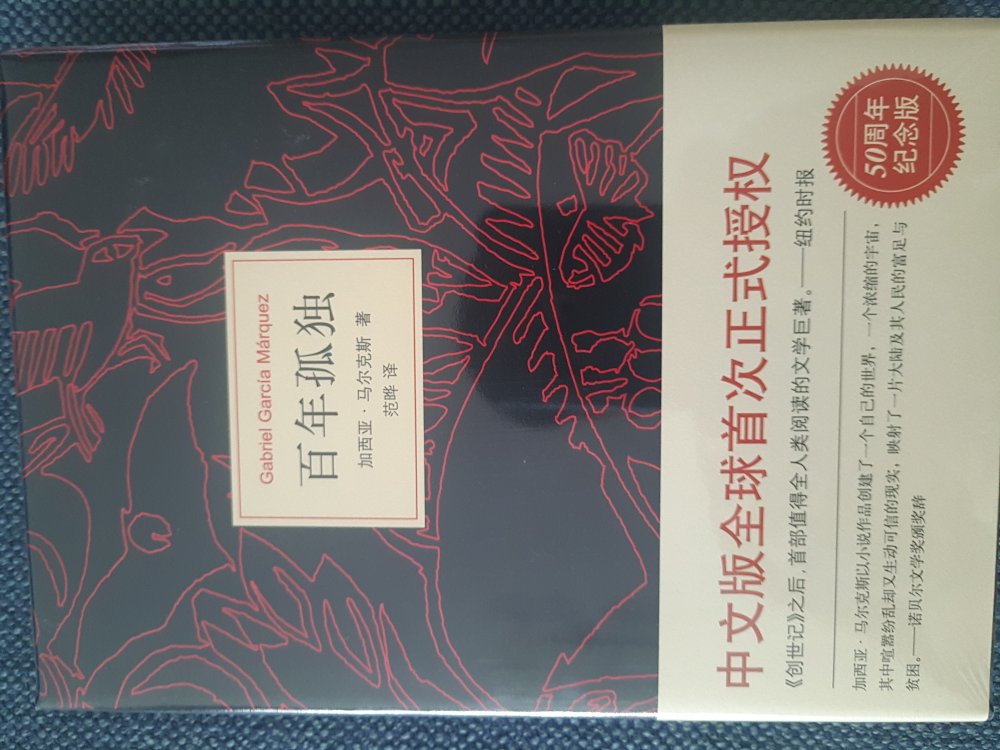 Gabriel García Márquez
百年孤独
加西亚·马尔克斯 著
范晔 译
50周年
纪念版
中文版全球首次正式授权
《创世记》之后,首部值得全人类阅读的文学巨著。——纽约时报
加西亚·马尔克斯以小说作品创建了一个自己的世界,一个浓缩的宇宙,
其中喧嚣纷乱却又生动可信的现实,映射了一片大陆及其人民的富足与
贫困。——诺贝尔文学奖颁奖辞